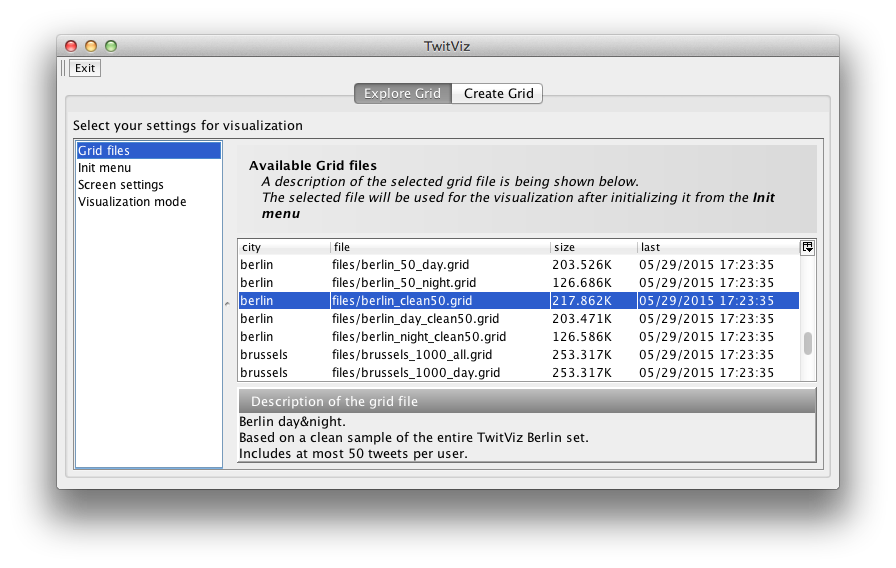 TwitViz
Exit
Explore Grid Create Grid
Select your settings for visualization
Grid files
Init menu
Screen settings
Visualization mode
Available Grid files
A description of the selected grid file is being shown below.
The selected file will be used for the visualization after initializing it from the Init
menu
city file size last
berlin files/berlin_50_day.grid 203.526K 05/29/2015 17:23:35
berlin files/berlin_50_night.grid 126.686K 05/29/2015 17:23:35
berlin files/berlin_clean50.grid 217.862K 05/29/2015 17:23:35
berlin files/berlin_day_clean50.grid 203.471K 05/29/2015 17:23:35
berlin files/berlin_night_clean50.grid 126.586K 05/29/2015 17:23:35
brussels files/brussels_1000_all.grid 253.317K 05/29/2015 17:23:35
brussels files/brussels_1000_day.grid 253.317K 05/29/2015 17:23:35
Description of the grid file
Berlin day&night.
Based on a clean sample of the entire TwitViz Berlin set.
Includes at most 50 tweets per user.